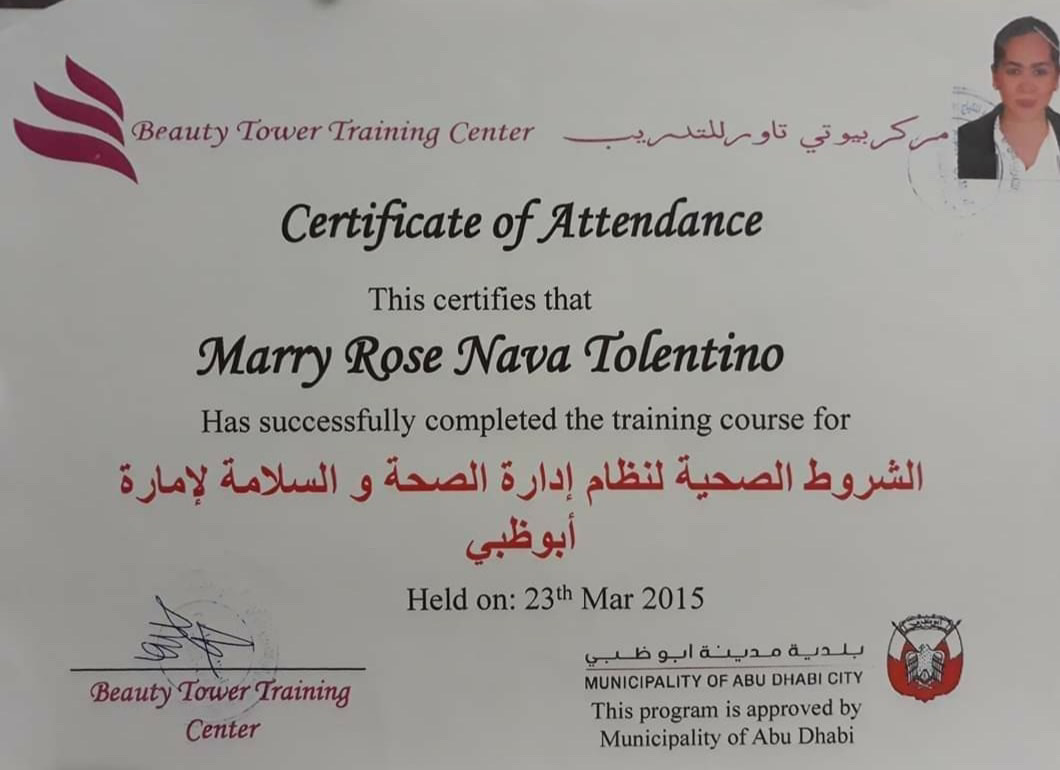 Beauty Tower Training Center مركز بيوتي تاور للتدريب
Certificate of Attendance
This certifies that
Marry Rose Nava Tolentino
Has successfully completed the training course for
الشروط الصحية لنظام إدارة الصحة و السلامة لإمارة
أبوظبي
Held on: 23th Mar 2015
Beauty Tower Training
Center
بلدية مدينة ابوظبي
MUNICIPALITY OF ABU DHABI CITY
This program is approved by
Municipality of Abu Dhabi